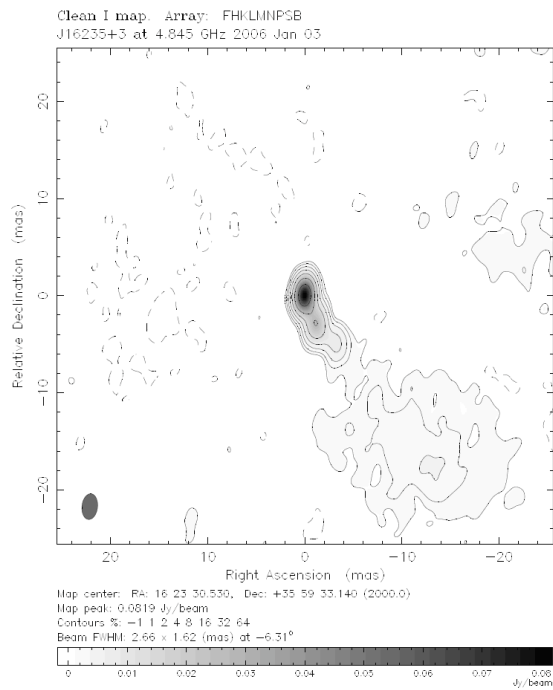 Clean I map. Array: FHKLMNPSB
J16235+3 at 4.845 GHz 2006 Jan 03
20
10
0
−10
−20
Relative Declination (mas)
20 10 0 −10 −20
Right Ascension (mas)
Map center: RA: 16 23 30.530, Dec: +35 59 33.140 (2000.0)
Map peak: 0.0819 Jy/beam
Contours %: −1 1 2 4 8 16 32 64
Beam FWHM: 2.66 x 1.62 (mas) at −6.31°
0 0.01 0.02 0.03 0.04 0.05 0.06 0.07 0.08
Jy/beam